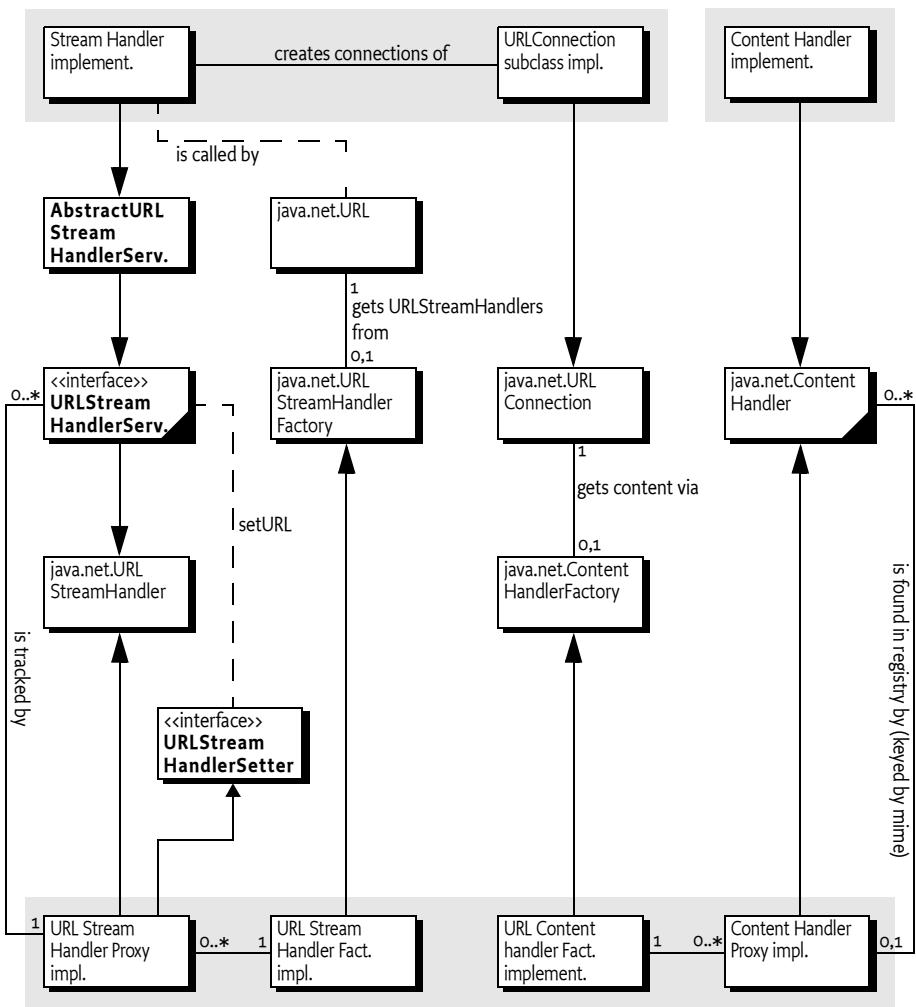 Stream Handler
implement.
creates connections of
URLConnection
subclass impl.
Content Handler
implement.
is called by
AbstractURL
Stream
HandlerServ.
java.net.URL
1
gets URLStreamHandlers
from
0,1
0..*
<<interface>>
URLStream
HandlerServ.
java.net.URL
StreamHandler
Factory
java.net.URL
Connection
java.net.Content
Handler
0..*
1
gets content via
0,1
setURL
java.net.URL
StreamHandler
java.net.Content
HandlerFactory
is tracked by
is found in registry by (keyed by mime)
<<interface>>
URLStream
HandlerSetter
1
URL Stream
Handler Proxy
impl.
0..*
1
URL Stream
Handler Fact.
impl.
URL Content
handler Fact.
implement.
1
0..*
Content Handler
Proxy impl.
0,1